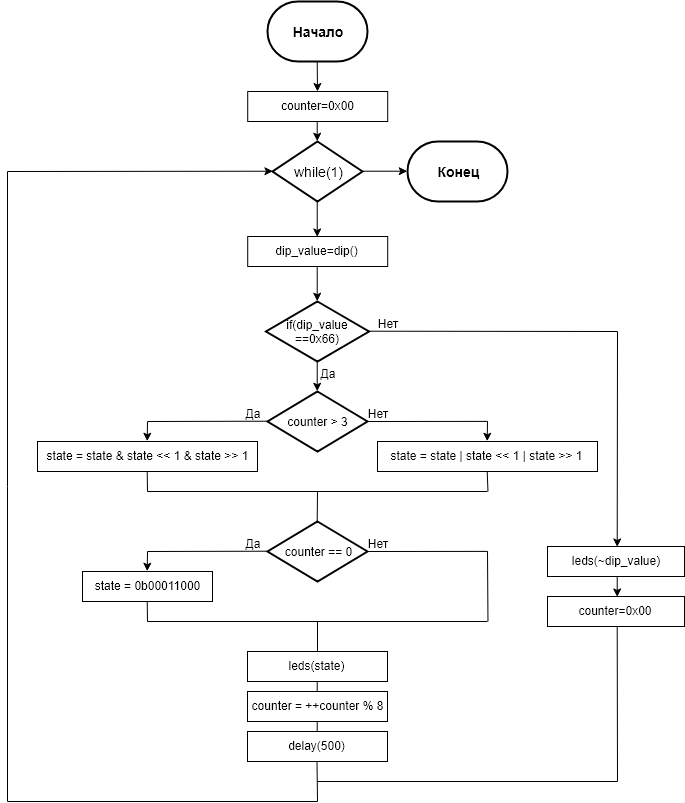 Начало
counter=0x00
while(1)
Конец
dip_value=dip()
if(dip_value
==0x66)
Нет
Да
counter > 3
Да
Нет
state = state & state << 1 & state >> 1
state = state | state << 1 | state >> 1
counter == 0
Да
Нет
state = 0b00011000
leds(~dip_value)
counter=0x00
leds(state)
counter = ++counter % 8
delay(500)